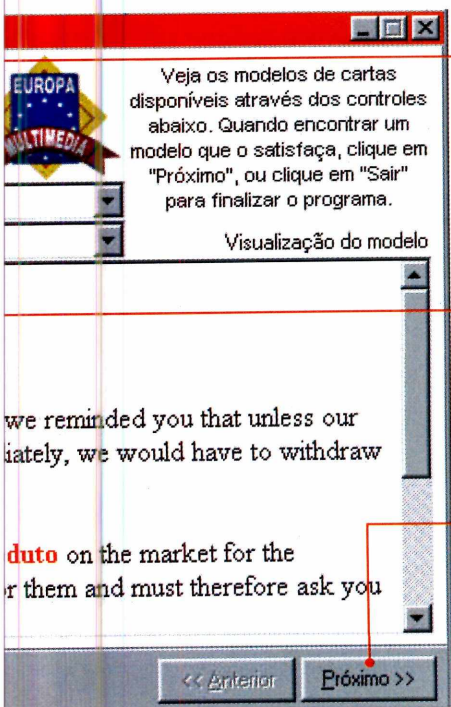 EUROPA
MULTIMEDIA
Veja os modelos de cartas
disponíveis através dos controles
abaixo. Quando encontrar um
modelo que o satisfaça, clique em
"Próximo", ou clique em "Sair"
para finalizar o programa.
Visualização do modelo
we reminded you that unless our
iately, we would have to withdraw
duto on the market for the
r them and must therefore ask you
<< Anterior
Próximo >>